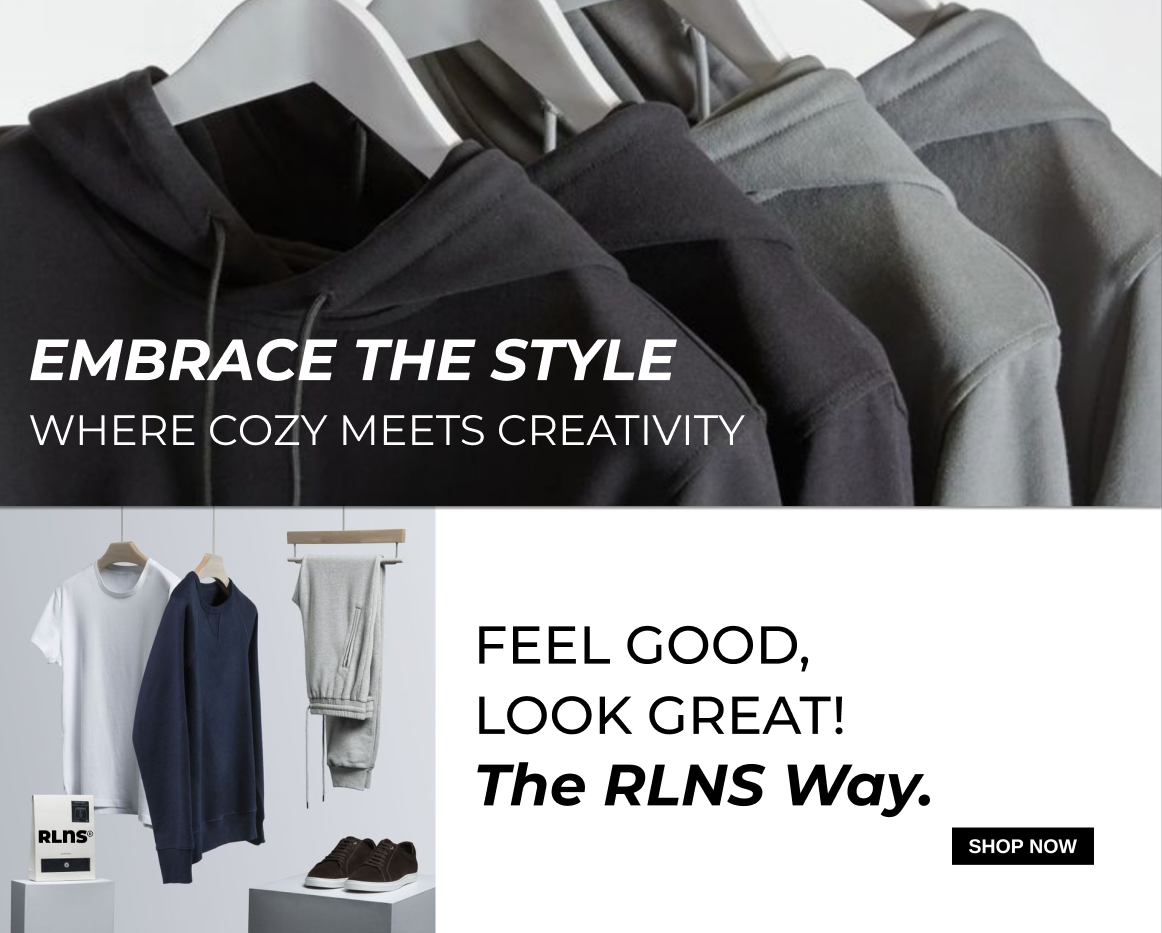 EMBRACE THE STYLE
WHERE COZY MEETS CREATIVITY
FEEL GOOD,
LOOK GREAT!
The RLNS Way.
SHOP NOW
RLNS®